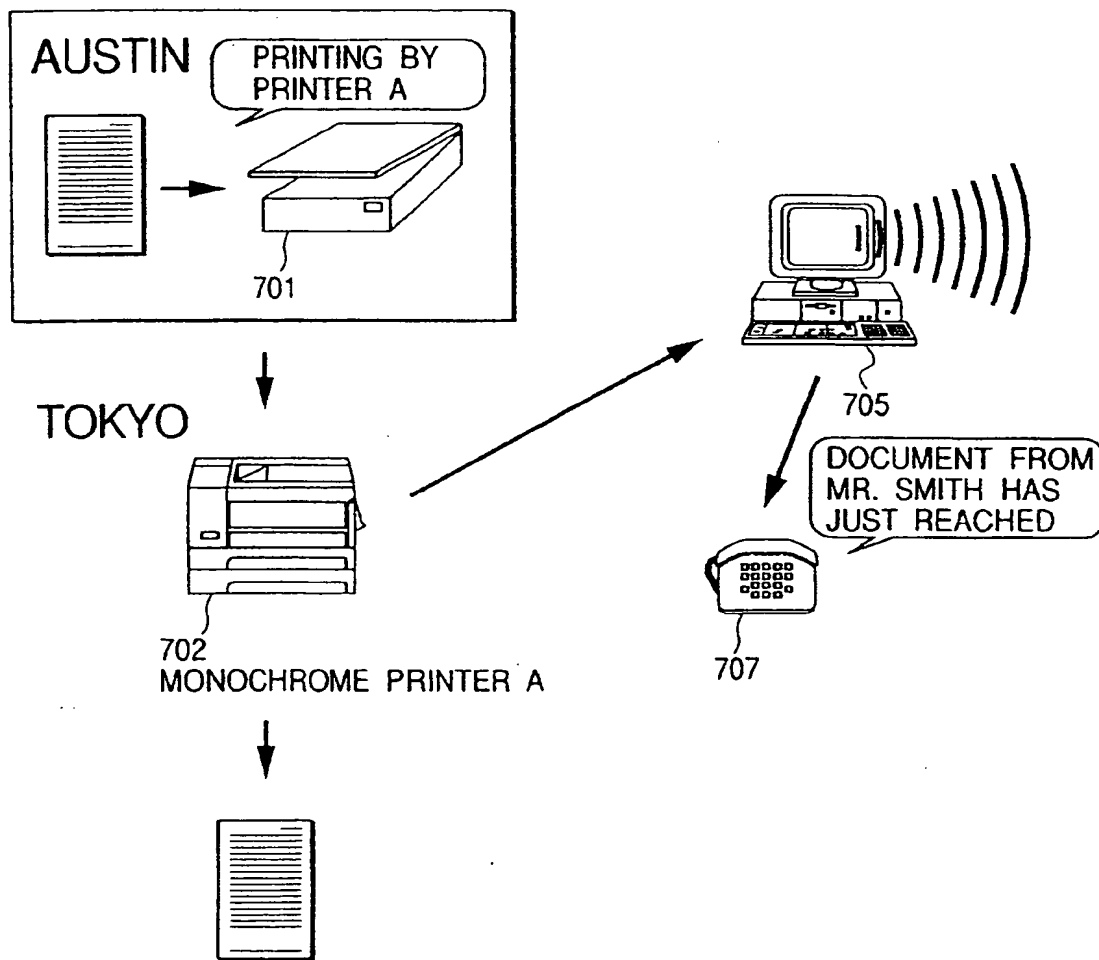 AUSTIN
PRINTING BY
PRINTER A
701
TOKYO
702
MONOCHROME PRINTER A
705
DOCUMENT FROM
MR. SMITH HAS
JUST REACHED
707